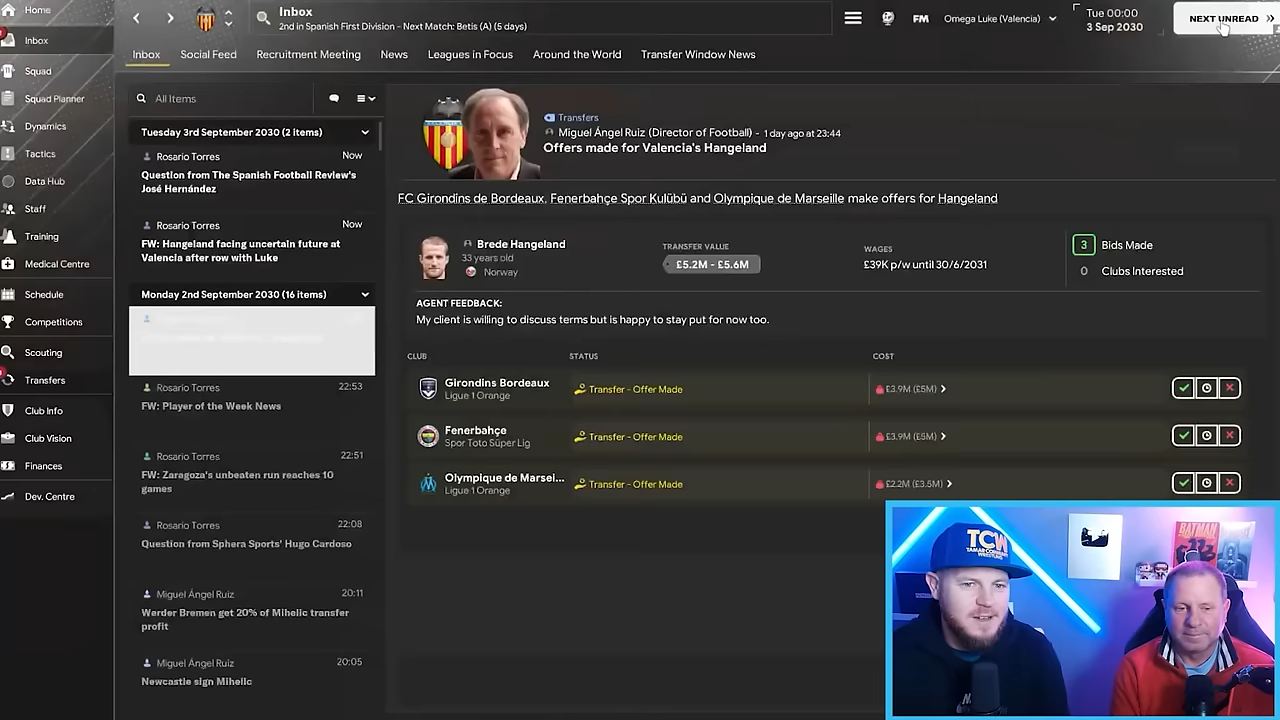 Home
Inbox
Squad
Squad Planner
Dynamics
Tactics
Data Hub
Staff
Training
Medical Centre
Schedule
Competitions
Scouting
Transfers
Club Info
Club Vision
Finances
Dev. Centre
Inbox
2nd in Spanish First Division - Next Match: Betis (A) (5 days)
FM
Omega Luke (Valencia)
Tue 00:00
3 Sep 2030
NEXT UNREAD
Inbox
Social Feed
Recruitment Meeting
News
Leagues in Focus
Around the World
Transfer Window News
All Items
Tuesday 3rd September 2030 (2 items)
Rosario Torres
Now
Question from The Spanish Football Review's
José Hernández
Rosario Torres
Now
FW: Hangeland facing uncertain future at
Valencia after row with Luke
Monday 2nd September 2030 (16 items)
Rosario Torres
22:53
FW: Player of the Week News
Rosario Torres
22:51
FW: Zaragoza's unbeaten run reaches 10
games
Rosario Torres
22:08
Question from Sphera Sports' Hugo Cardoso
Miguel Ángel Ruiz
20:11
Werder Bremen get 20% of Mihelic transfer
profit
Miguel Ángel Ruiz
20:05
Newcastle sign Mihelic
Transfers
Miguel Ángel Ruiz (Director of Football) - 1 day ago at 23:44
Offers made for Valencia's Hangeland
FC Girondins de Bordeaux, Fenerbahçe Spor Kulübü and Olympique de Marseille make offers for Hangeland
Brede Hangeland
33 years old
Norway
TRANSFER VALUE
£5.2M - £5.6M
WAGES
£39K p/w until 30/6/2031
3 Bids Made
0 Clubs Interested
AGENT FEEDBACK:
My client is willing to discuss terms but is happy to stay put for now too.
CLUB
STATUS
COST
Girondins Bordeaux
Ligue 1 Orange
Transfer - Offer Made
£3.9M (£5M)
Fenerbahçe
Spor Toto Süper Lig
Transfer - Offer Made
£3.9M (£5M)
Olympique de Marsei...
Ligue 1 Orange
Transfer - Offer Made
£2.2M (£3.5M)
TCW
BATMAN